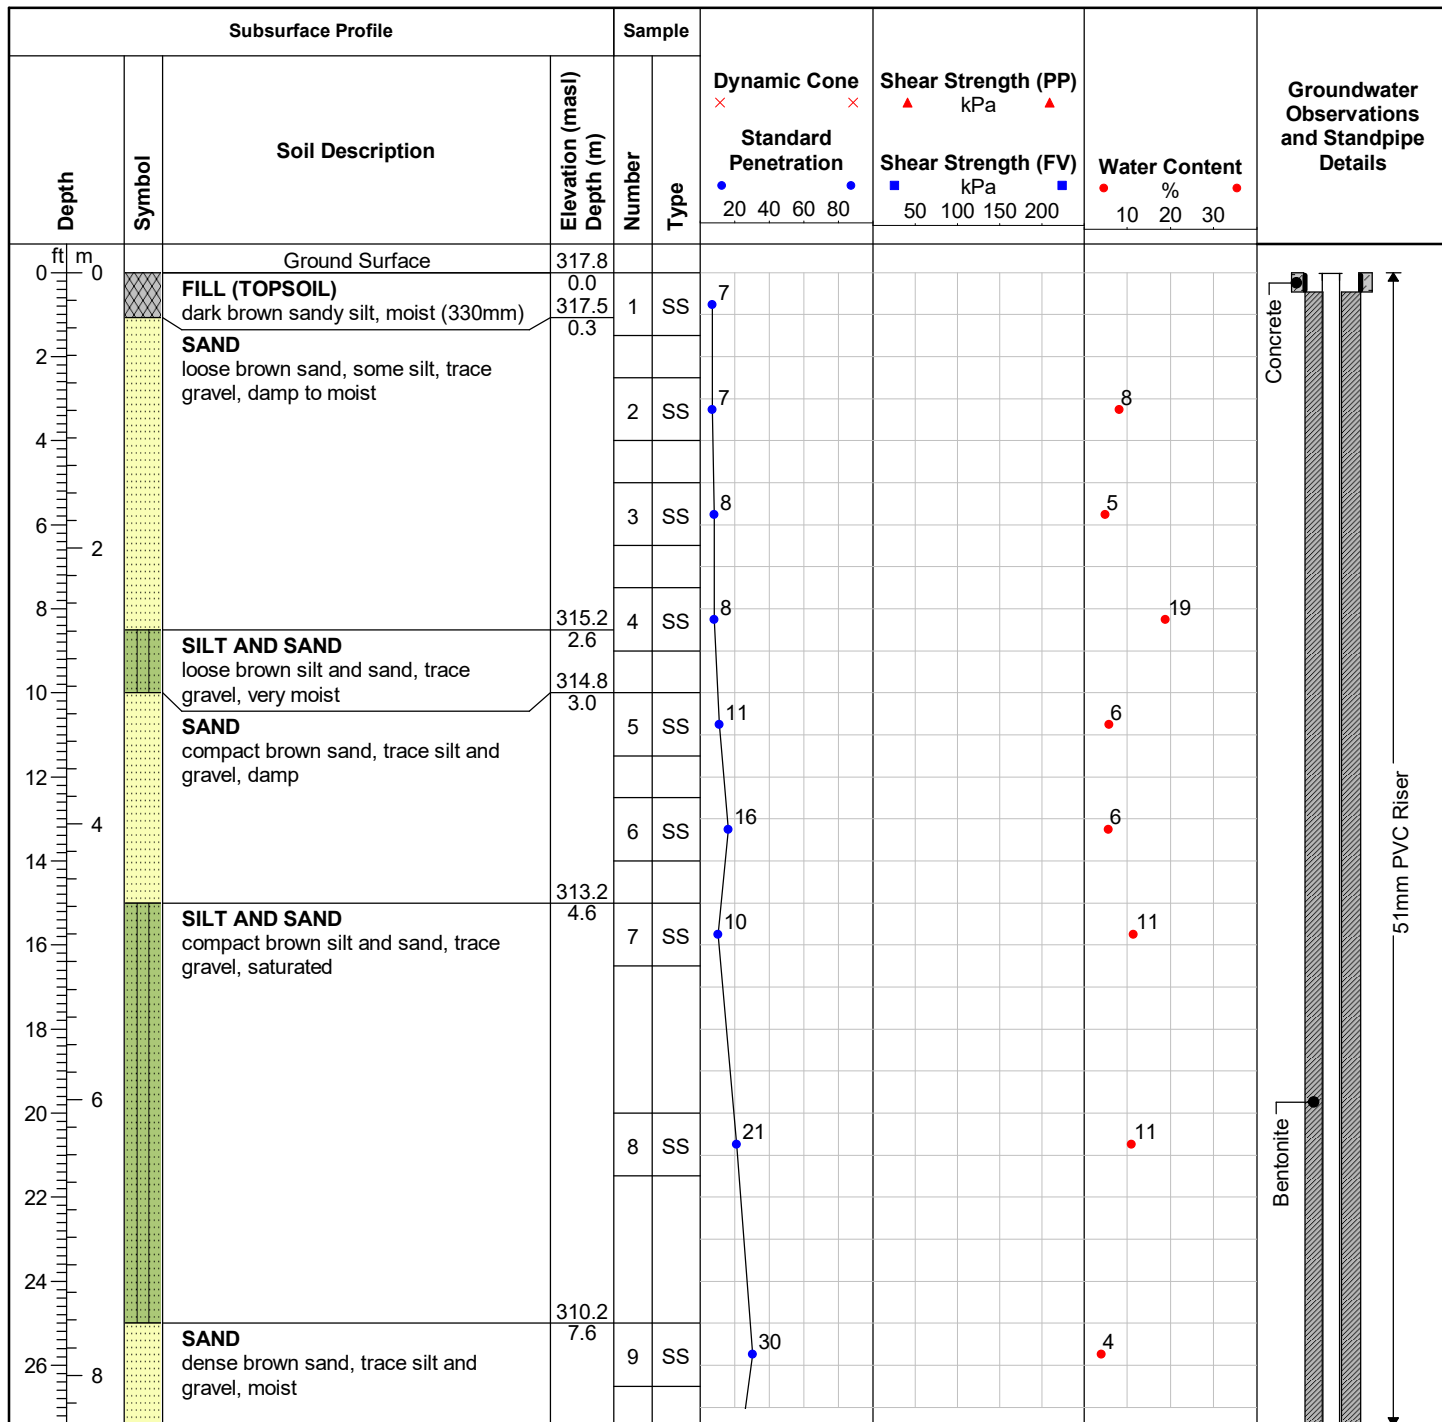 Subsurface Profile
Sample
Depth
Symbol
Soil Description
Elevation (masl)
Depth (m)
Number
Type
Dynamic Cone
Standard
Penetration
20 40 60 80
Shear Strength (PP)
kPa
Shear Strength (FV)
kPa
50 100 150 200
Water Content
%
10 20 30
Groundwater
Observations
and Standpipe
Details
ft m
Ground Surface 317.8
0 0
FILL (TOPSOIL) 0.0
dark brown sandy silt, moist (330mm) 317.5
0.3
1 SS 7
SAND
loose brown sand, some silt, trace
gravel, damp to moist
2
2 SS 7 8
4
3 SS 8 5
6
2
8
4 SS 8 19
315.2
2.6
SILT AND SAND
loose brown silt and sand, trace
gravel, very moist
314.8
3.0
10
SAND
compact brown sand, trace silt and
gravel, damp
5 SS 11 6
12
4
6 SS 16 6
14
313.2
4.6
SILT AND SAND
compact brown silt and sand, trace
gravel, saturated
7 SS 10 11
16
18
6
20
8 SS 21 11
22
24
310.2
7.6
SAND
dense brown sand, trace silt and
gravel, moist
9 SS 30 4
26
8
Concrete
Bentonite
51mm PVC Riser